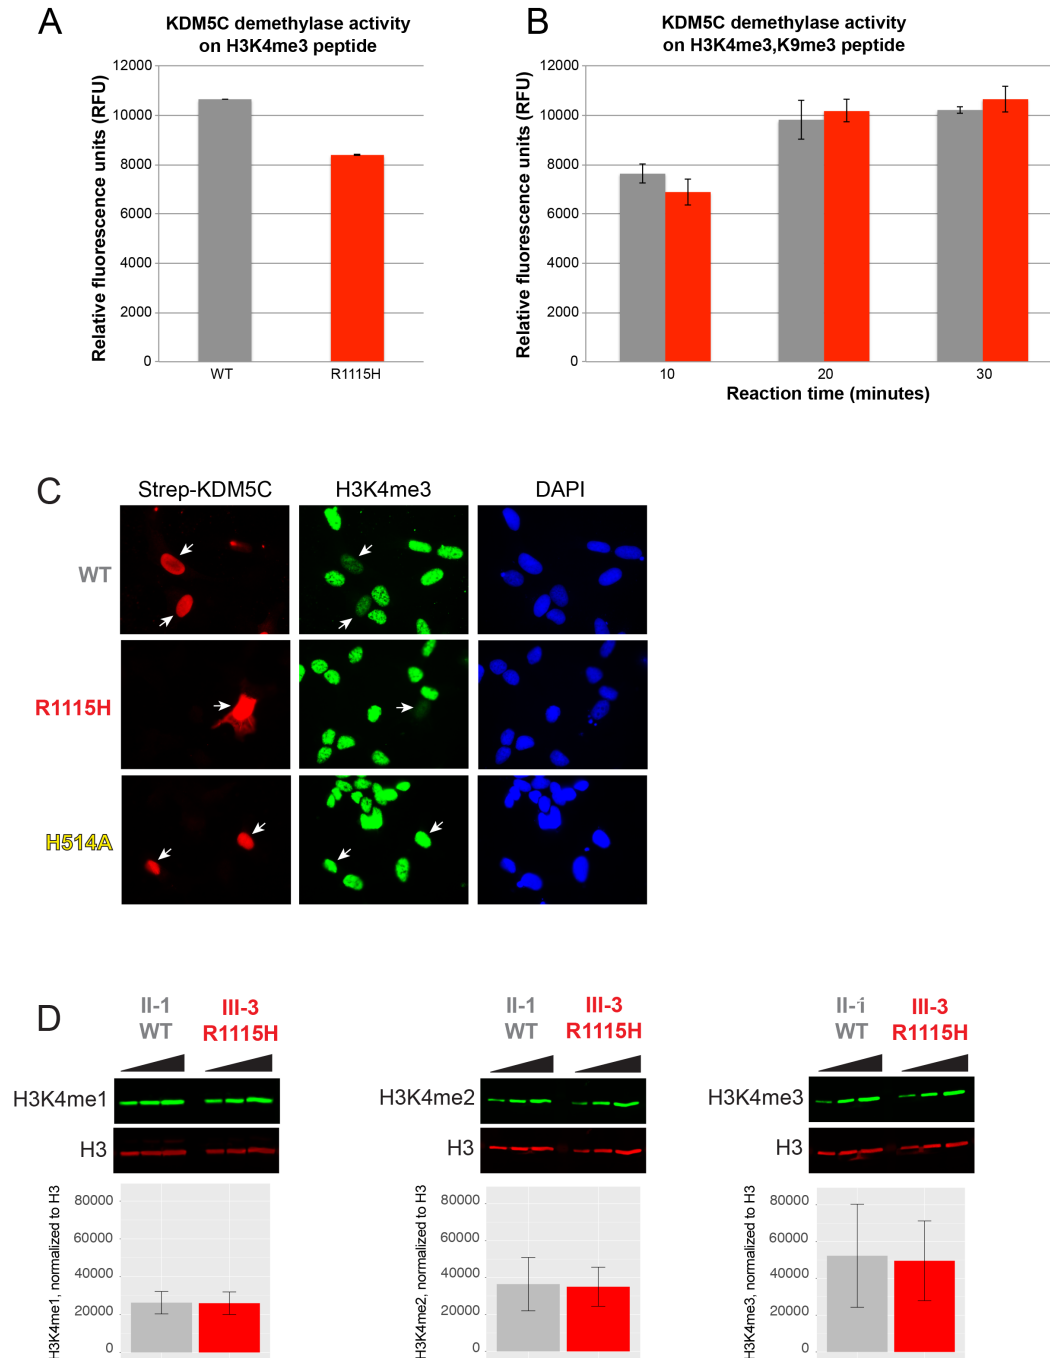 A
KDM5C demethylase activity
on H3K4me3 peptide
Relative fluorescence units (RFU)
12000
10000
8000
6000
4000
2000
0
WT
R1115H
B
KDM5C demethylase activity
on H3K4me3,K9me3 peptide
Relative fluorescence units (RFU)
12000
10000
8000
6000
4000
2000
0
10
20
30
Reaction time (minutes)
C
Strep-KDM5C
H3K4me3
DAPI
WT
R1115H
H514A
D
II-1
WT
III-3
R1115H
H3K4me1
H3
H3K4me1, normalized to H3
80000
60000
40000
20000
0
II-1
WT
III-3
R1115H
H3K4me2
H3
H3K4me2, normalized to H3
80000
60000
40000
20000
0
II-i
WT
III-3
R1115H
H3K4me3
H3
H3K4me3, normalized to H3
80000
60000
40000
20000
0